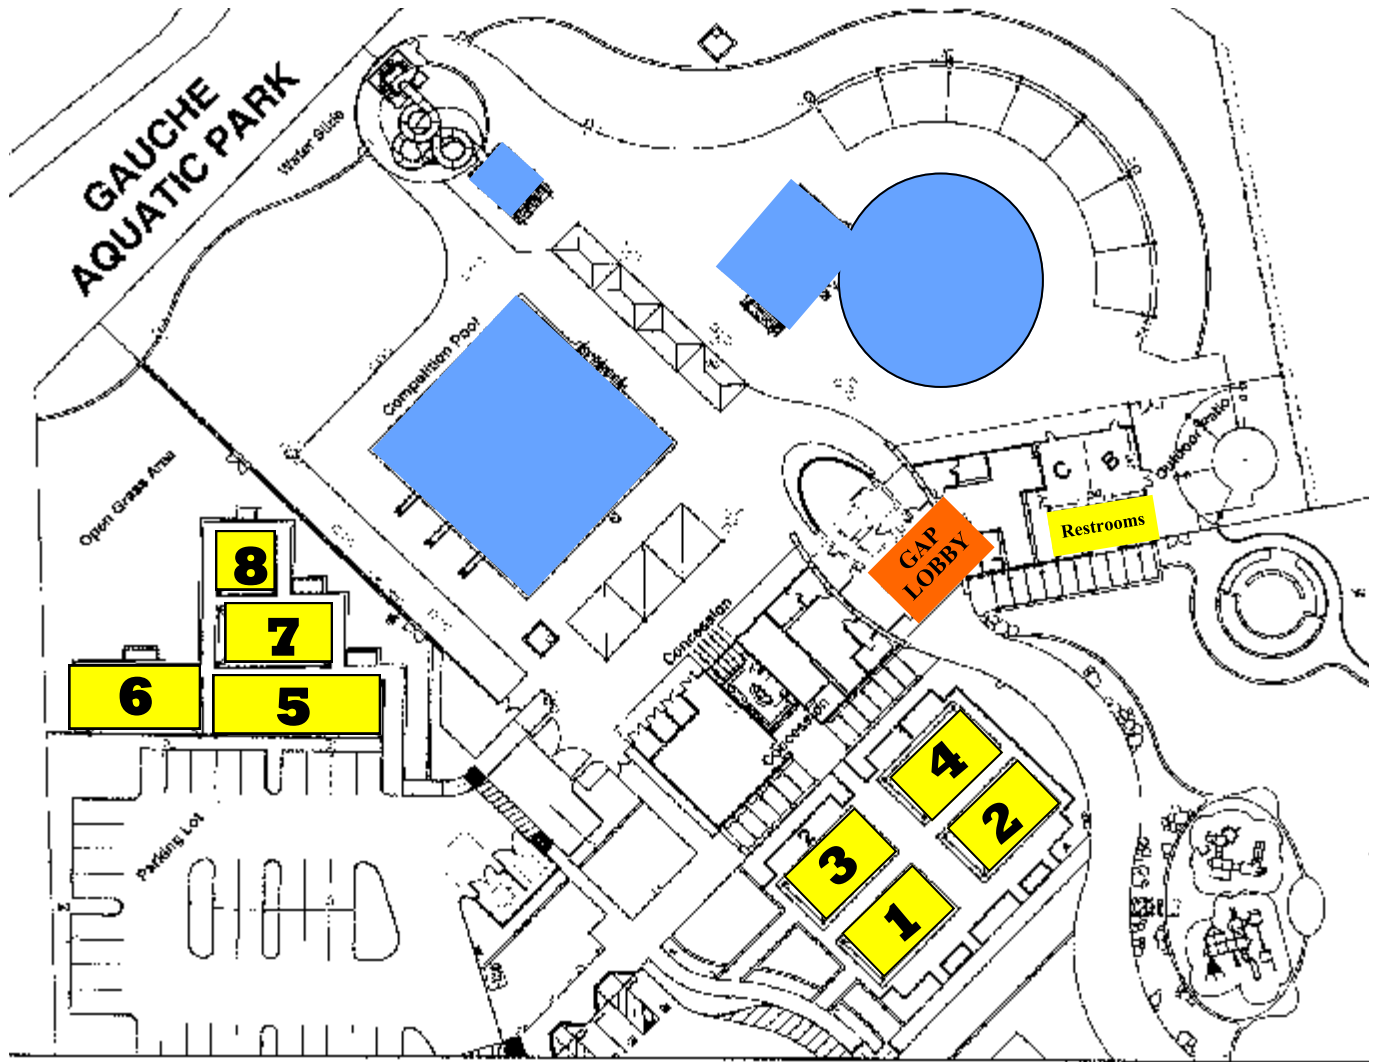 GAUCHE
AQUATIC PARK
Water Slide
Competition Pool
Open Grass Area
Outdoor Patio
C
B
Restrooms
GAP
LOBBY
Concession
Concession
8
7
6
5
4
2
3
1
2
Parking Lot